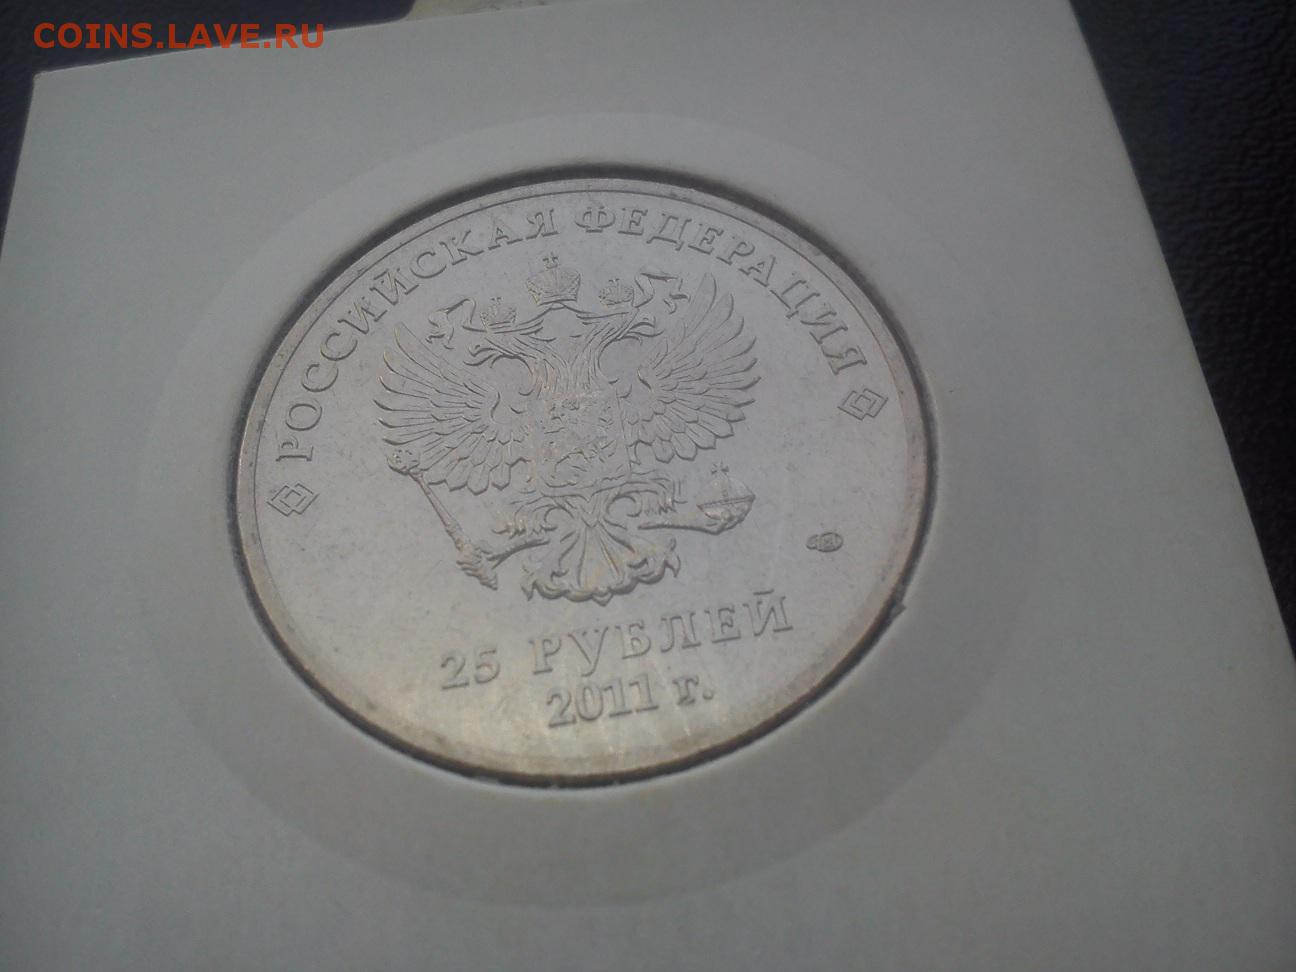 COINS.LAVE.RU
РОССИЙСКАЯ ФЕДЕРАЦИЯ
25 РУБЛЕЙ
2011 г.